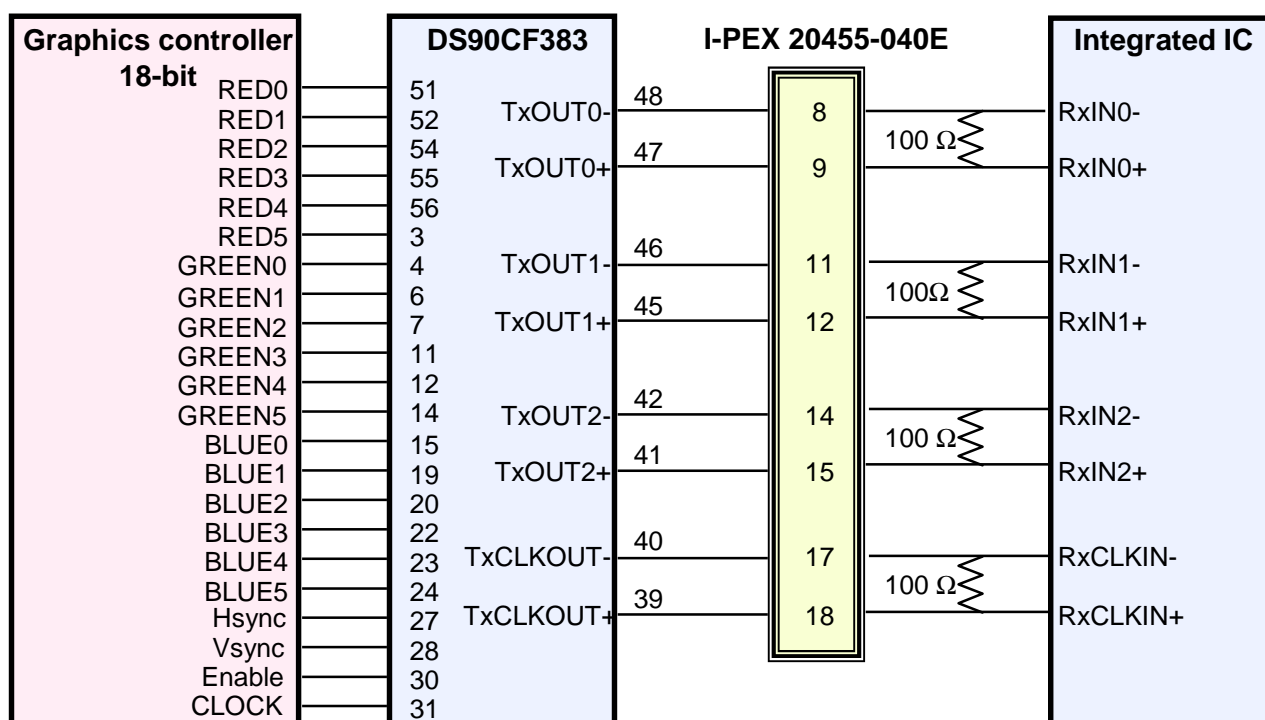 Graphics controller
18-bit
DS90CF383
I-PEX 20455-040E
Integrated IC
RED0 51
RED1 52
RED2 54
RED3 55
RED4 56
RED5 3
GREEN0 4
GREEN1 6
GREEN2 7
GREEN3 11
GREEN4 12
GREEN5 14
BLUE0 15
BLUE1 19
BLUE2 20
BLUE3 22
BLUE4 23
BLUE5 24
Hsync 27
Vsync 28
Enable 30
CLOCK 31
TxOUT0- 48 8 RxIN0-
100 Ω
TxOUT0+ 47 9 RxIN0+
TxOUT1- 46 11 RxIN1-
100Ω
TxOUT1+ 45 12 RxIN1+
TxOUT2- 42 14 RxIN2-
100 Ω
TxOUT2+ 41 15 RxIN2+
TxCLKOUT- 40 17 RxCLKIN-
100 Ω
TxCLKOUT+ 39 18 RxCLKIN+